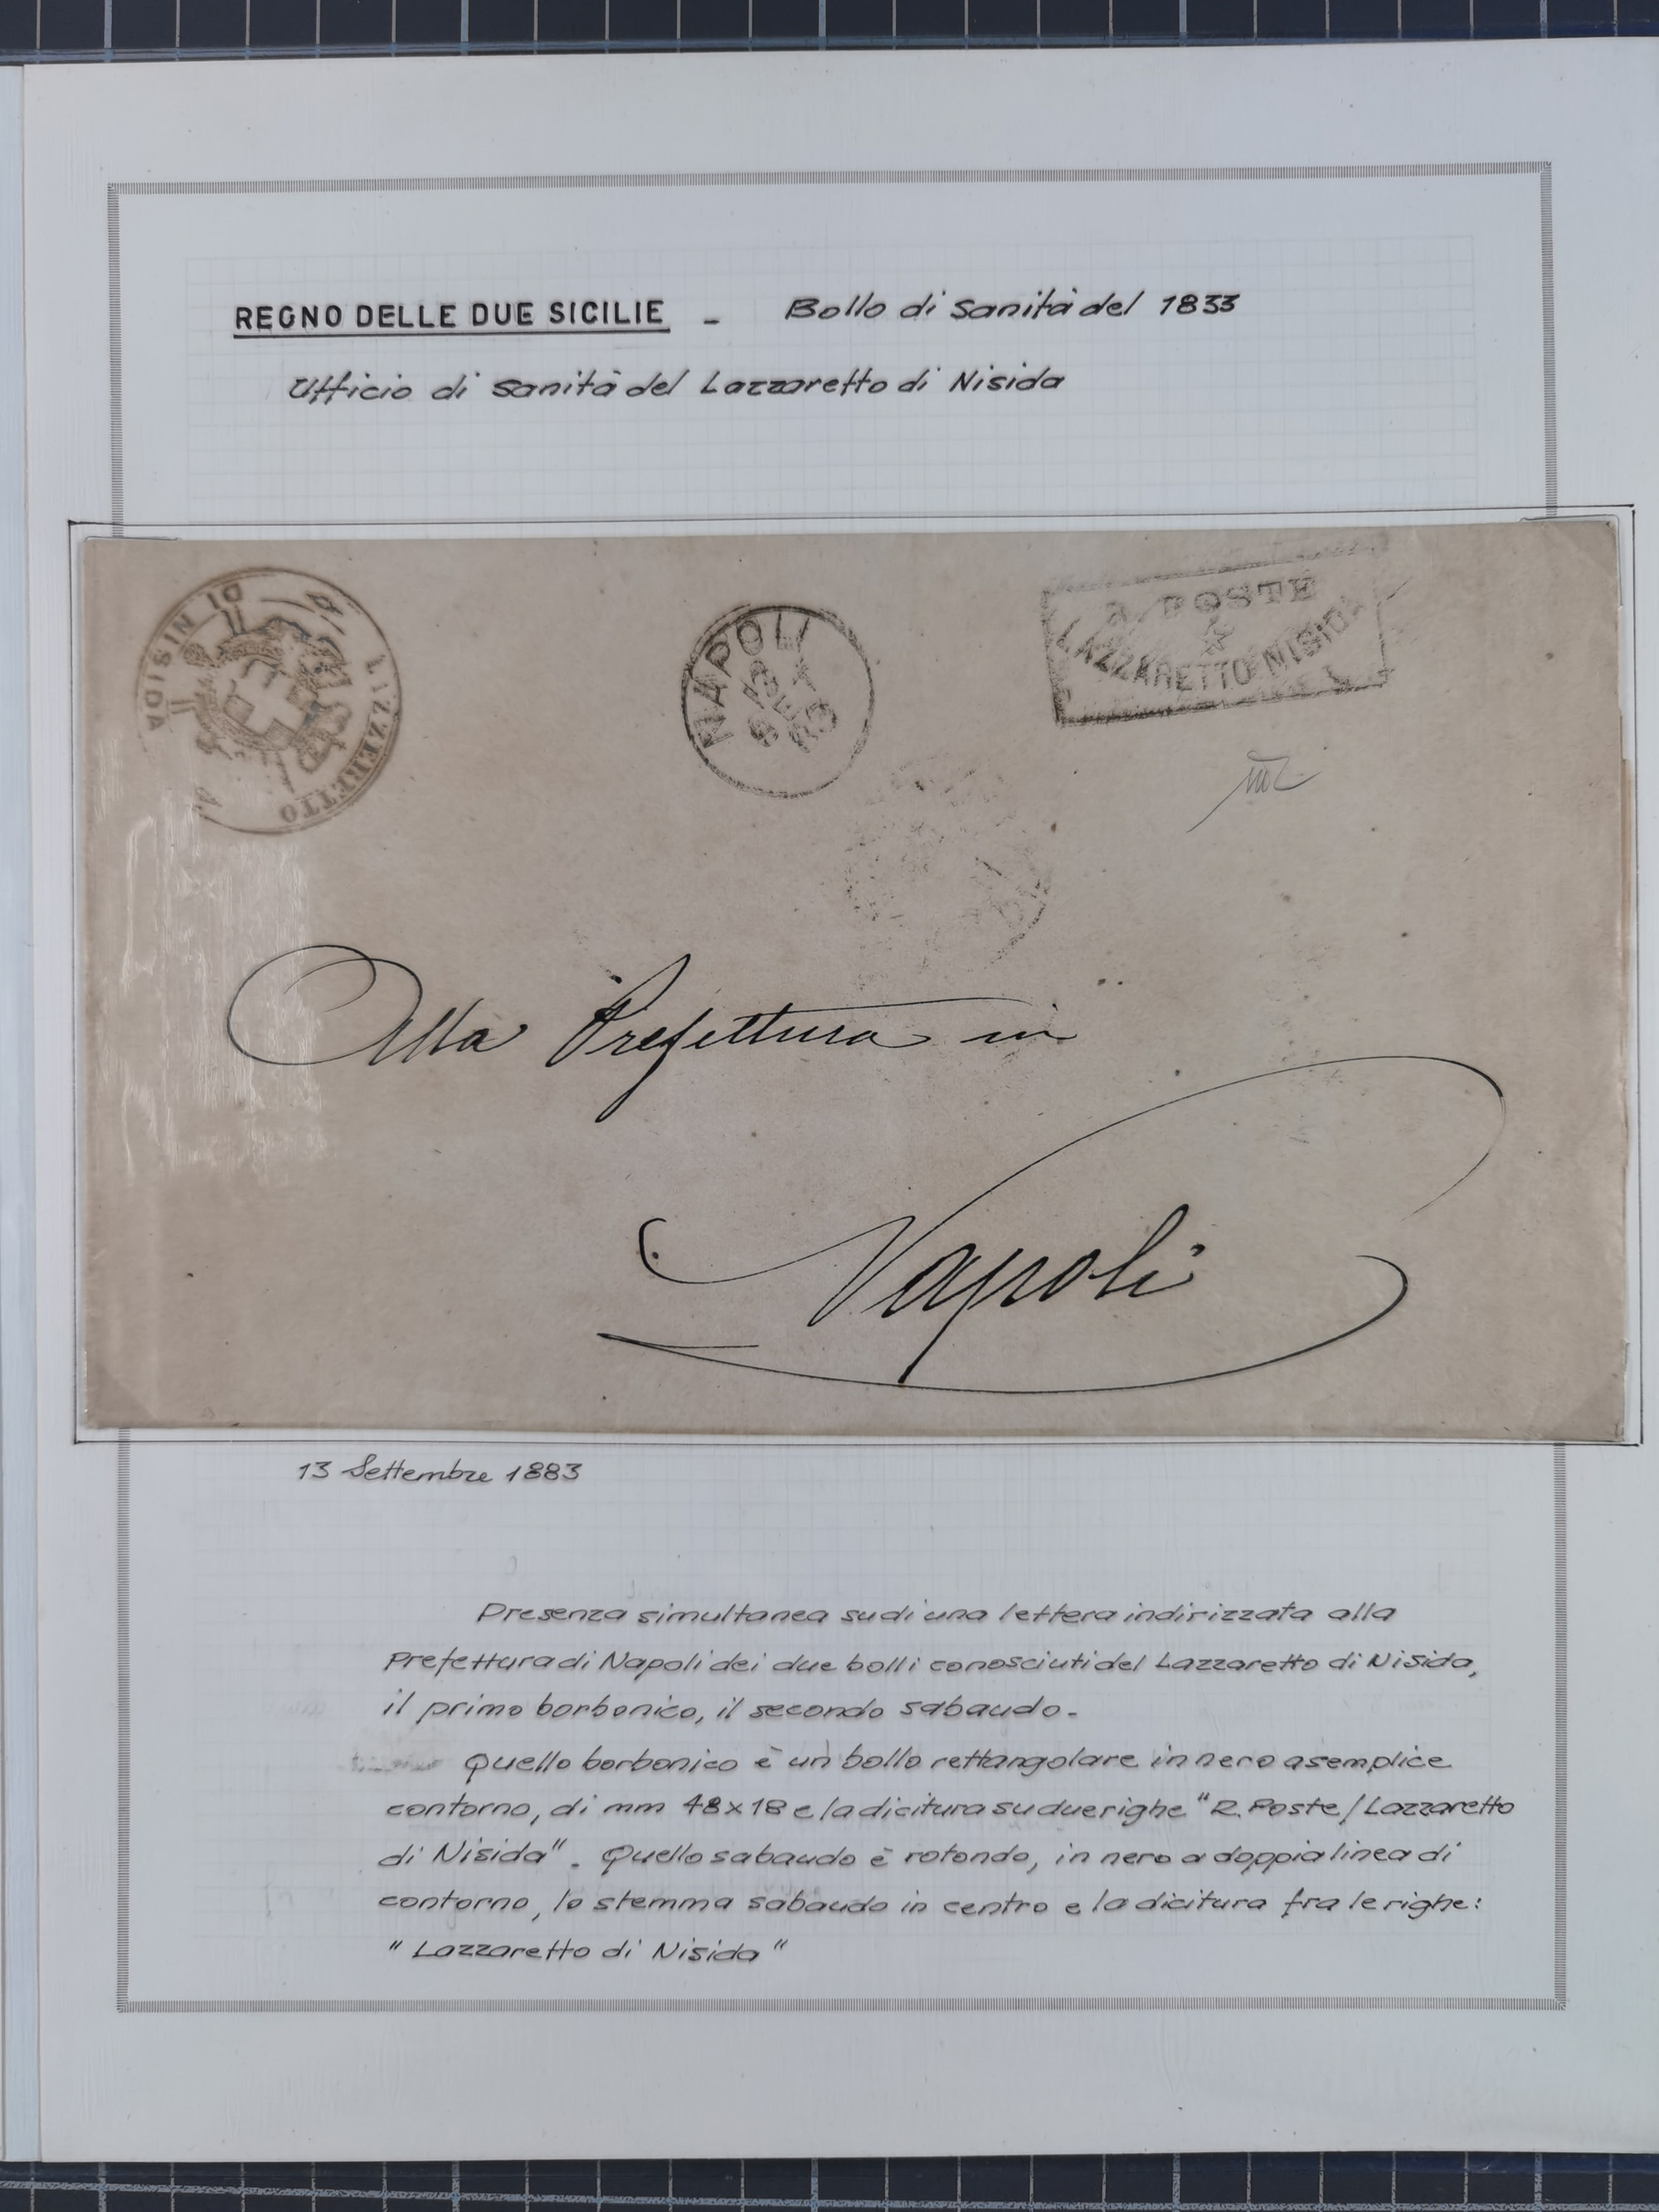 REGNO DELLE DUE SICILIE - Bollo di Sanità del 1833
Ufficio di Sanità del Lazzaretto di Nisida
LAZZERETTO DI NISIDA
NAPOLI
R. POSTE
LAZZARETTO NISIDA
Alla Prefettura in
Napoli
13 Settembre 1883
Presenza simultanea su di una lettera indirizzata alla
Prefettura di Napoli dei due bolli conosciuti del Lazzaretto di Nisida,
il primo borbonico, il secondo sabaudo.
Quello borbonico è un bollo rettangolare in nero a semplice
contorno, di mm 48x18 e la dicitura su due righe "R. Poste / Lazzaretto
di Nisida". Quello sabaudo è rotondo, in nero a doppia linea di
contorno, lo stemma sabaudo in centro e la dicitura fra le righe:
"Lazzaretto di Nisida"